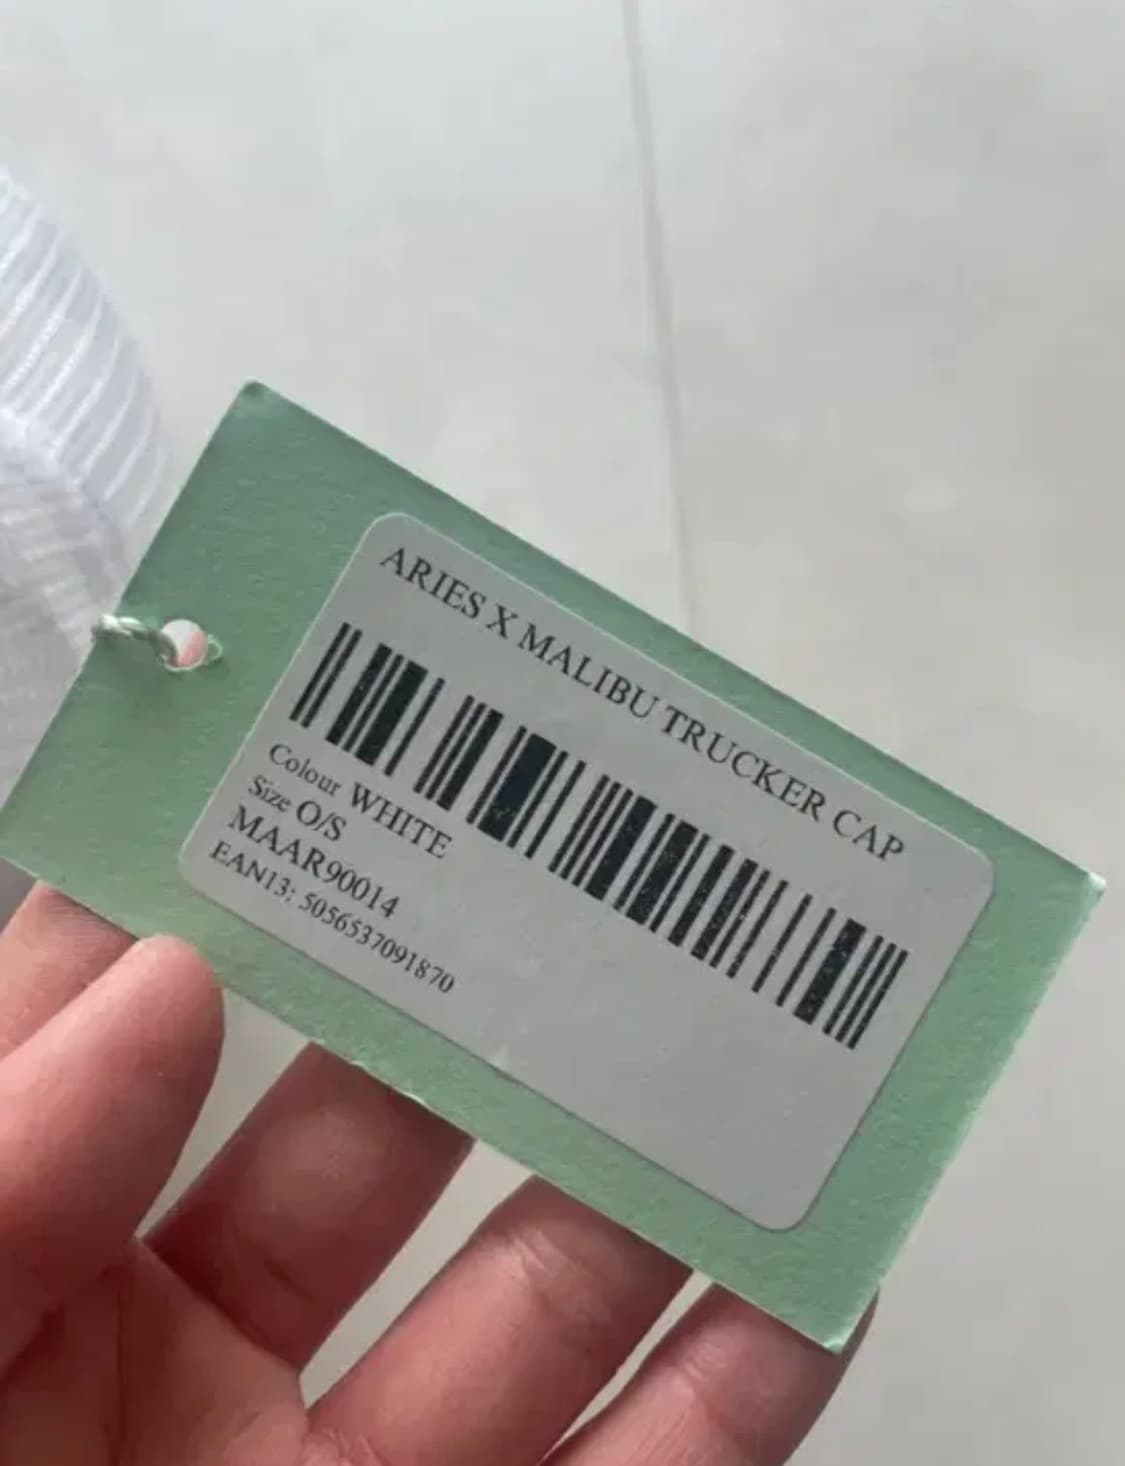 ARIES X MALIBU TRUCKER CAP
Colour WHITE
Size O/S
MAAR90014
EAN13: 5056537091870